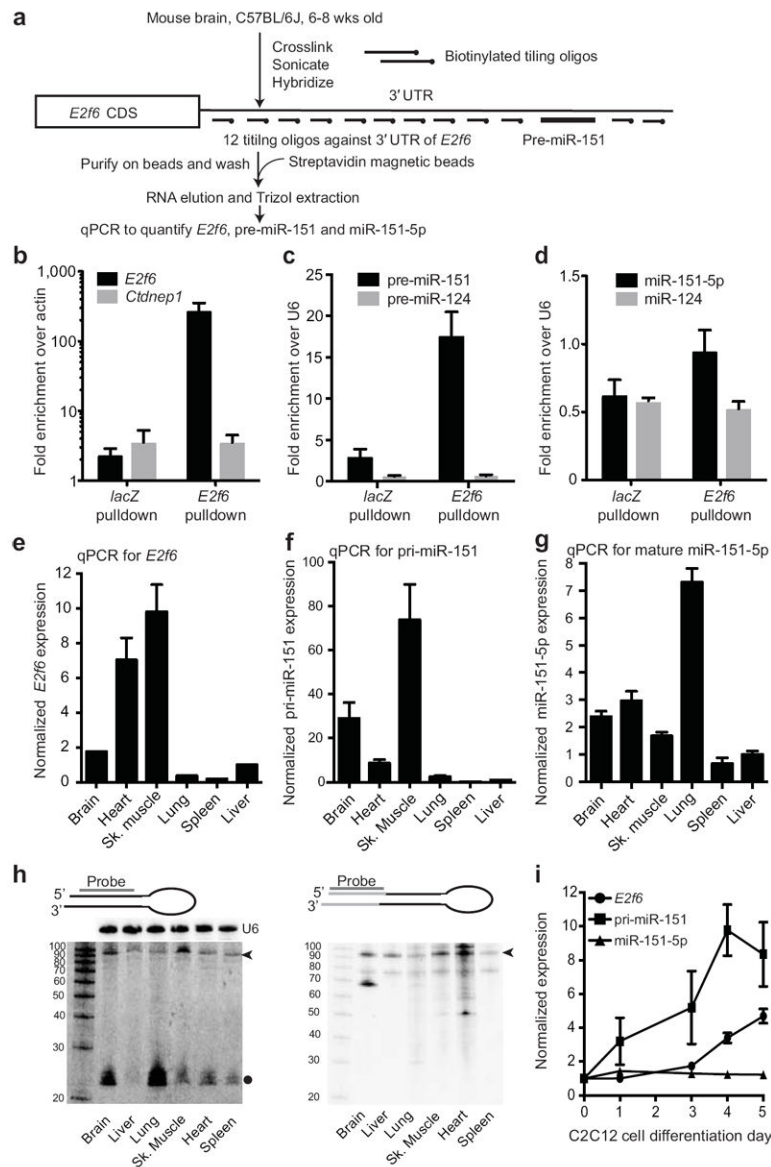 a
Mouse brain, C57BL/6J, 6-8 wks old
Crosslink
Sonicate
Hybridize
Biotinylated tiling oligos
3′ UTR
E2f6 CDS
12 titilng oligos against 3′ UTR of E2f6
Pre-miR-151
Purify on beads and wash
Streptavidin magnetic beads
RNA elution and Trizol extraction
qPCR to quantify E2f6, pre-miR-151 and miR-151-5p
b
Fold enrichment over actin
1,000
100
10
1
E2f6
Ctdnep1
lacZ
pulldown
E2f6
pulldown
c
Fold enrichment over U6
25
20
15
10
5
0
pre-miR-151
pre-miR-124
lacZ
pulldown
E2f6
pulldown
d
Fold enrichment over U6
1.5
1.0
0.5
0
miR-151-5p
miR-124
lacZ
pulldown
E2f6
pulldown
e
qPCR for E2f6
Normalized E2f6 expression
12
10
8
6
4
2
0
Brain
Heart
Sk. muscle
Lung
Spleen
Liver
f
qPCR for pri-miR-151
Normalized pri-miR-151 expression
100
80
60
40
20
0
Brain
Heart
Sk. Muscle
Lung
Spleen
Liver
g
qPCR for mature miR-151-5p
Normalized miR-151-5p expression
8
7
6
5
4
3
2
1
0
Brain
Heart
Sk. muscle
Lung
Spleen
Liver
h
Probe
5′
3′
U6
100
90
80
70
60
50
40
30
20
Brain
Liver
Lung
Sk. Muscle
Heart
Spleen
Probe
5′
3′
100
90
80
70
60
50
40
30
20
Brain
Liver
Lung
Sk. Muscle
Heart
Spleen
i
Normalized expression
12
10
8
6
4
2
0
E2f6
pri-miR-151
miR-151-5p
0 1 2 3 4 5
C2C12 cell differentiation day